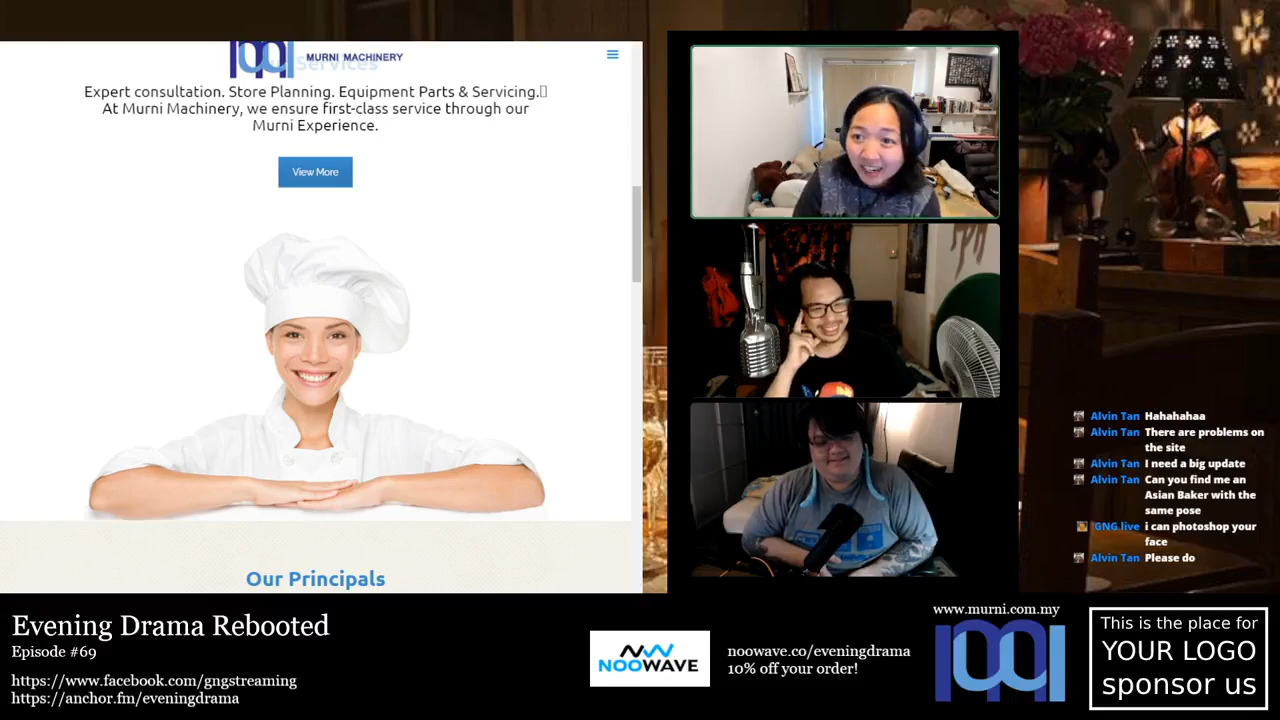 MURNI MACHINERY
Services
Expert consultation. Store Planning. Equipment Parts & Servicing.
At Murni Machinery, we ensure first-class service through our
Murni Experience.
View More
Our Principals
Alvin Tan Hahahahaa
Alvin Tan There are problems on
the site
Alvin Tan I need a big update
Alvin Tan Can you find me an
Asian Baker with the
same pose
GNG live i can photoshop your
face
Alvin Tan Please do
Evening Drama Rebooted
Episode #69
https://www.facebook.com/gngstreaming
https://anchor.fm/eveningdrama
NOOWAVE
noowave.co/eveningdrama
10% off your order!
www.murni.com.my
This is the place for
YOUR LOGO
sponsor us